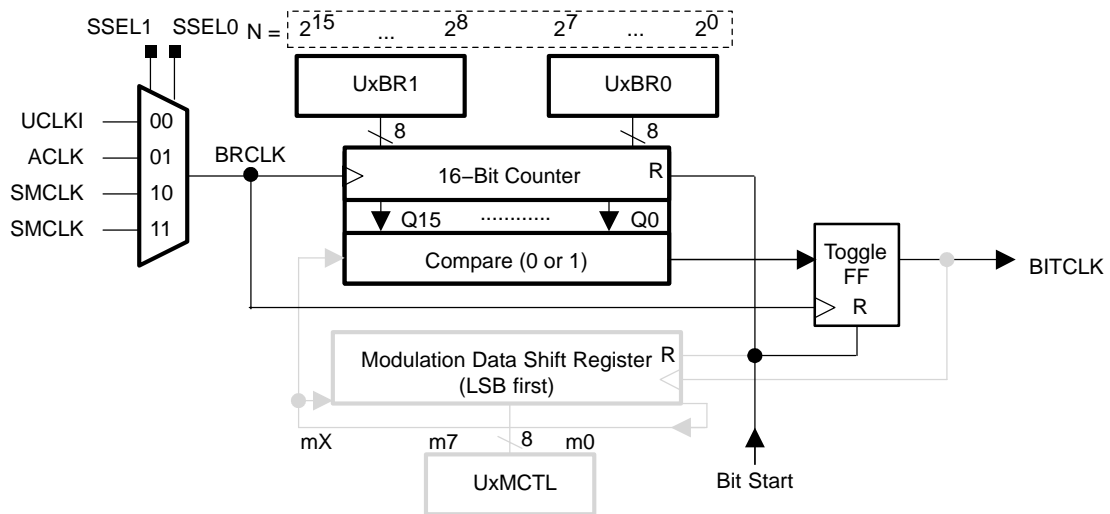 SSEL1 SSEL0 N = 2^15 ... 2^8 2^7 ... 2^0
UxBR1 UxBR0
8 8
UCLKI 00
ACLK 01
SMCLK 10
SMCLK 11
BRCLK
16−Bit Counter R
Q15 ............ Q0
Compare (0 or 1)
Toggle
FF
R
BITCLK
Modulation Data Shift Register R
(LSB first)
mX m7 8 m0
UxMCTL
Bit Start